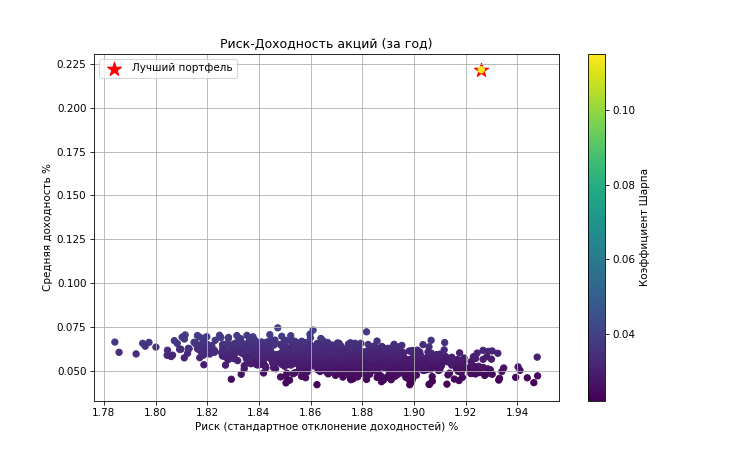 Риск-Доходность акций (за год)
Лучший портфель
Средняя доходность %
0.225
0.200
0.175
0.150
0.125
0.100
0.075
0.050
1.78 1.80 1.82 1.84 1.86 1.88 1.90 1.92 1.94
Риск (стандартное отклонение доходностей) %
0.10
0.08
0.06
0.04
Коэффициент Шарпа